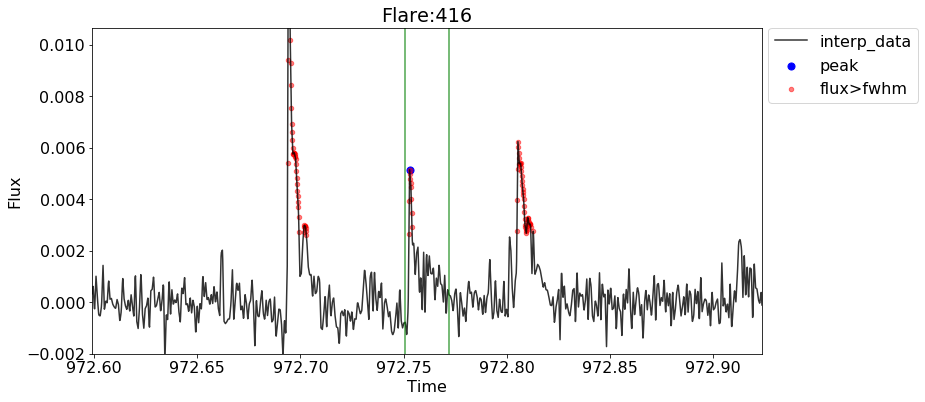 Flare:416
interp_data
peak
flux>fwhm
Flux
0.010
0.008
0.006
0.004
0.002
0.000
−0.002
972.60 972.65 972.70 972.75 972.80 972.85 972.90
Time